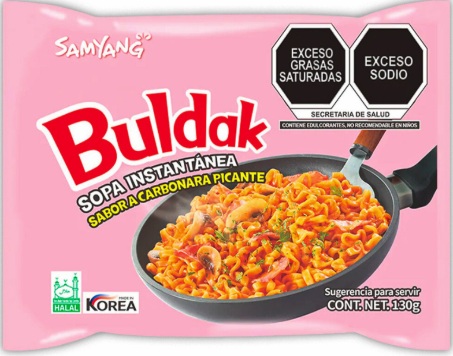 SAMYANG
Buldak
SOPA INSTANTÁNEA
SABOR A CARBONARA PICANTE
EXCESO
GRASAS
SATURADAS
EXCESO
SODIO
SECRETARÍA DE SALUD
CONTIENE EDULCORANTES, NO RECOMENDABLE EN NIÑOS
HALAL
MADE IN
KOREA
Sugerencia para servir
CONT. NET. 130g